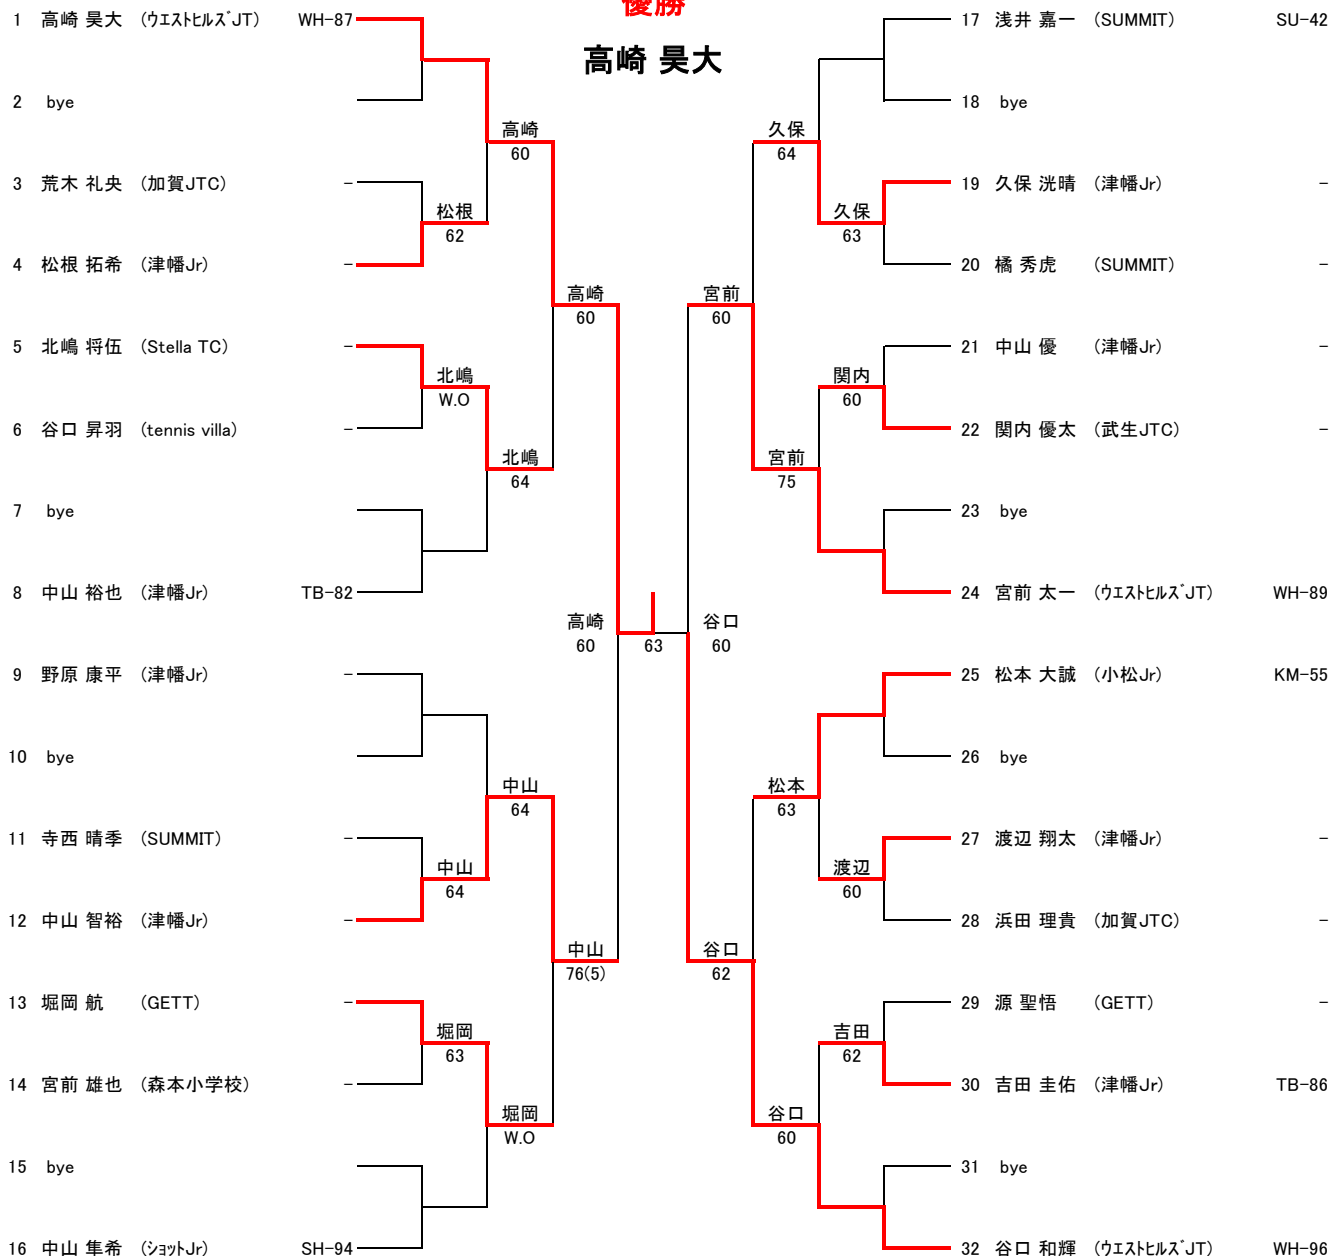 優勝
高崎 昊大
1 高崎 昊大 (ウエストヒルズJT) WH-87
2 bye
3 荒木 礼央 (加賀JTC) -
4 松根 拓希 (津幡Jr) -
5 北嶋 将伍 (Stella TC) -
6 谷口 昇羽 (tennis villa) -
7 bye
8 中山 裕也 (津幡Jr) TB-82
9 野原 康平 (津幡Jr) -
10 bye
11 寺西 晴季 (SUMMIT) -
12 中山 智裕 (津幡Jr) -
13 堀岡 航 (GETT) -
14 宮前 雄也 (森本小学校) -
15 bye
16 中山 隼希 (ショットJr) SH-94
松根
62
北嶋
W.O
中山
64
堀岡
63
高崎
60
北嶋
64
中山
64
堀岡
W.O
高崎
60
中山
76(5)
高崎
60
63
谷口
60
宮前
60
谷口
62
久保
64
宮前
75
松本
63
谷口
60
久保
63
関内
60
渡辺
60
吉田
62
17 浅井 嘉一 (SUMMIT) SU-42
18 bye
19 久保 洸晴 (津幡Jr) -
20 橘 秀虎 (SUMMIT) -
21 中山 優 (津幡Jr) -
22 関内 優太 (武生JTC) -
23 bye
24 宮前 太一 (ウエストヒルズJT) WH-89
25 松本 大誠 (小松Jr) KM-55
26 bye
27 渡辺 翔太 (津幡Jr) -
28 浜田 理貴 (加賀JTC) -
29 源 聖悟 (GETT) -
30 吉田 圭佑 (津幡Jr) TB-86
31 bye
32 谷口 和輝 (ウエストヒルズJT) WH-96